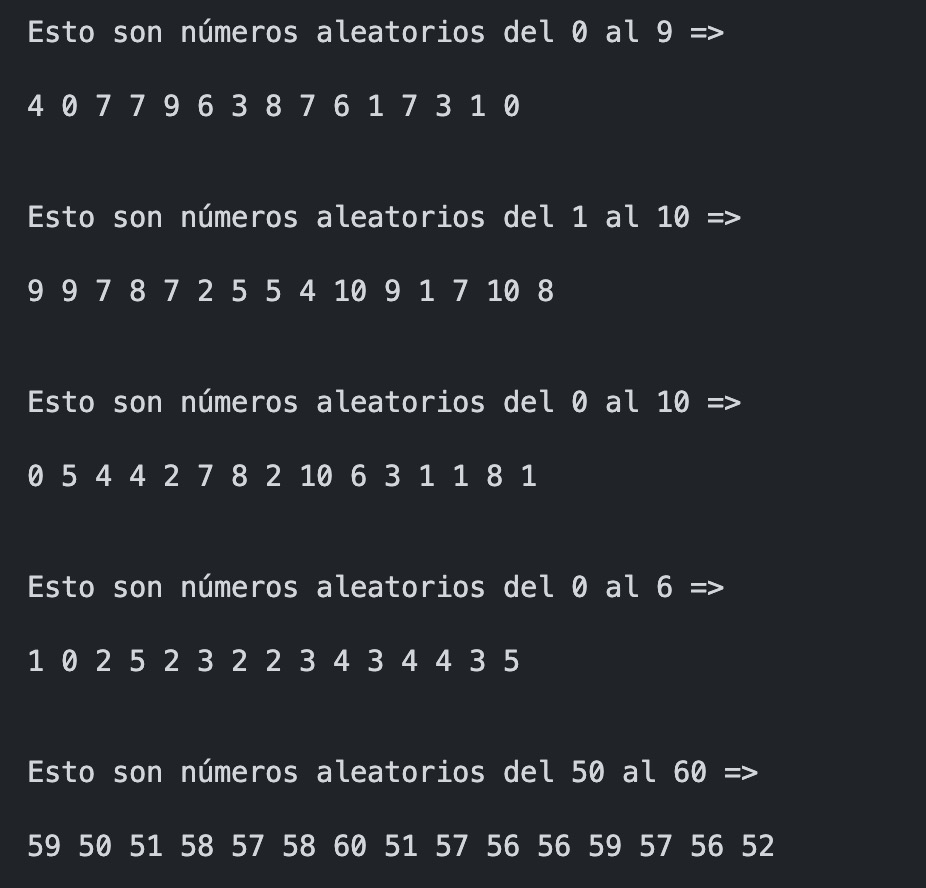 Esto son números aleatorios del 0 al 9 =>
4 0 7 7 9 6 3 8 7 6 1 7 3 1 0
Esto son números aleatorios del 1 al 10 =>
9 9 7 8 7 2 5 5 4 10 9 1 7 10 8
Esto son números aleatorios del 0 al 10 =>
0 5 4 4 2 7 8 2 10 6 3 1 1 8 1
Esto son números aleatorios del 0 al 6 =>
1 0 2 5 2 3 2 2 3 4 3 4 4 3 5
Esto son números aleatorios del 50 al 60 =>
59 50 51 58 57 58 60 51 57 56 56 59 57 56 52